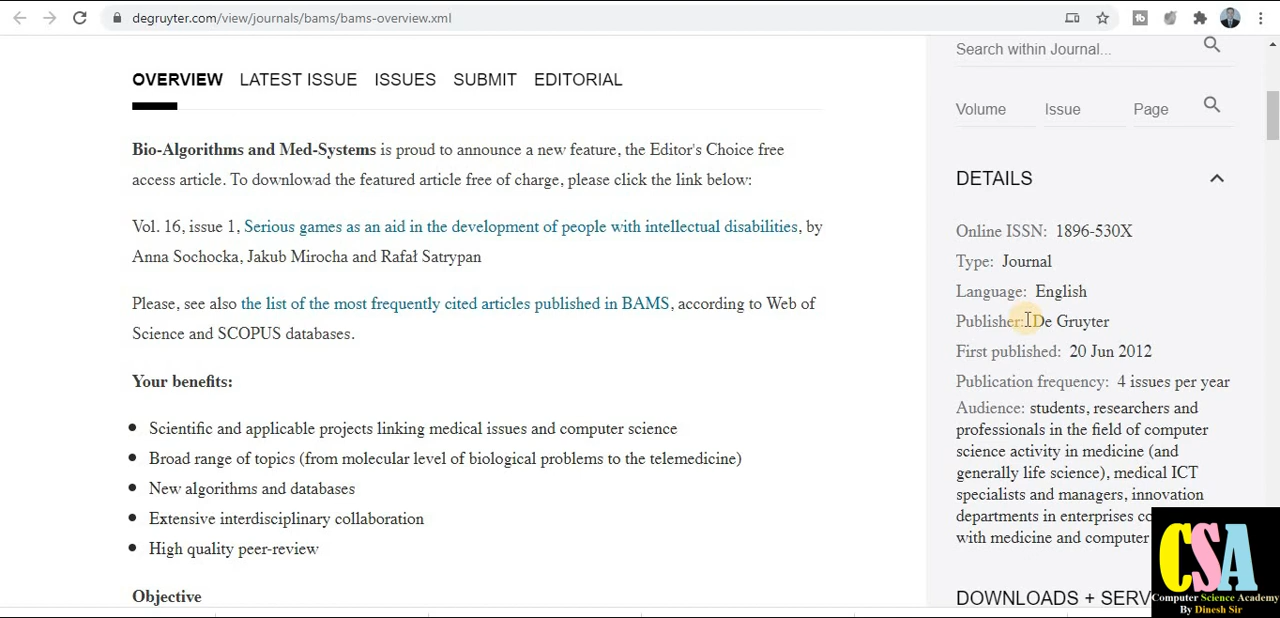 degruyter.com/view/journals/bams/bams-overview.xml
OVERVIEW LATEST ISSUE ISSUES SUBMIT EDITORIAL
Bio-Algorithms and Med-Systems is proud to announce a new feature, the Editor's Choice free
access article. To downlowad the featured article free of charge, please click the link below:
Vol. 16, issue 1, Serious games as an aid in the development of people with intellectual disabilities, by
Anna Sochocka, Jakub Mirocha and Rafał Satrypan
Please, see also the list of the most frequently cited articles published in BAMS, according to Web of
Science and SCOPUS databases.
Your benefits:
Scientific and applicable projects linking medical issues and computer science
Broad range of topics (from molecular level of biological problems to the telemedicine)
New algorithms and databases
Extensive interdisciplinary collaboration
High quality peer-review
Objective
Search within Journal...
Volume Issue Page
DETAILS
Online ISSN: 1896-530X
Type: Journal
Language: English
Publisher: De Gruyter
First published: 20 Jun 2012
Publication frequency: 4 issues per year
Audience: students, researchers and
professionals in the field of computer
science activity in medicine (and
generally life science), medical ICT
specialists and managers, innovation
departments in enterprises
with medicine and computer
DOWNLOADS +
CSA
Computer Science Academy
By Dinesh Sir